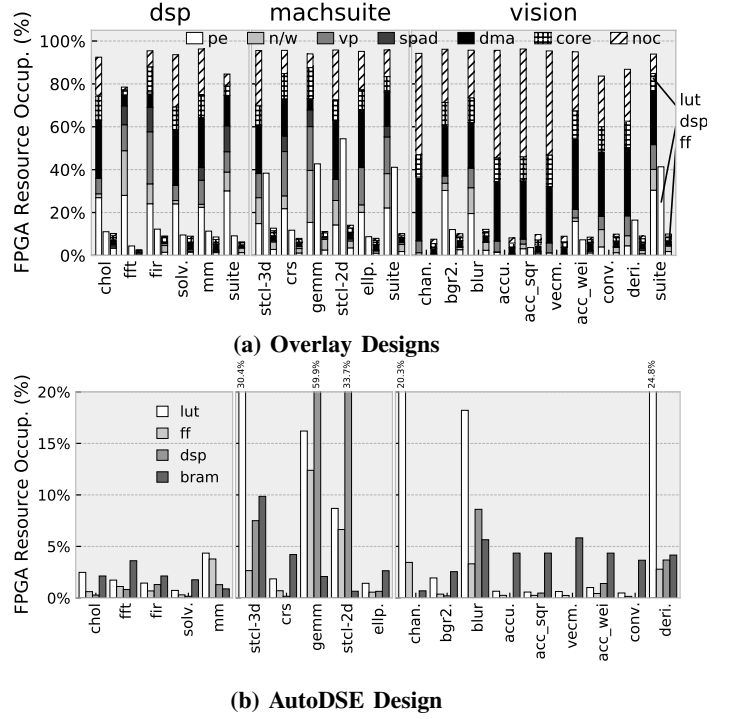 dsp machsuite vision
FPGA Resource Occup. (%)
100%
80%
60%
40%
20%
0%
pe n/w vp spad dma core noc
lut
dsp
ff
chol fft fir solv. mm suite stcl-3d crs gemm stcl-2d ellp. suite chan. bgr2. blur accu. acc_sqr vecm. acc_wei conv. deri. suite
(a) Overlay Designs
FPGA Resource Occup. (%)
30.4% 59.9% 33.7% 20.3% 24.8%
20%
15%
10%
5%
0%
lut
ff
dsp
bram
chol fft fir solv. mm stcl-3d crs gemm stcl-2d ellp. chan. bgr2. blur accu. acc_sqr vecm. acc_wei conv. deri.
(b) AutoDSE Design